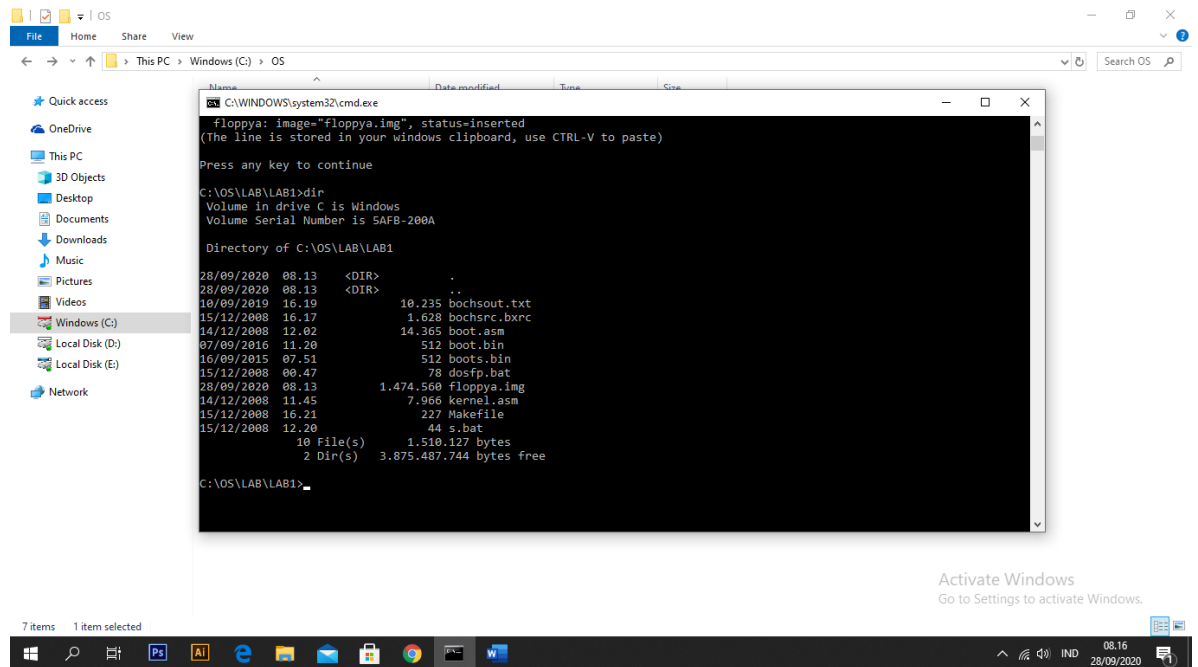 OS
File Home Share View
This PC > Windows (C:) > OS
Search OS
Name Date modified Type Size
Quick access
OneDrive
This PC
3D Objects
Desktop
Documents
Downloads
Music
Pictures
Videos
Windows (C:)
Local Disk (D:)
Local Disk (E:)
Network
C:\WINDOWS\system32\cmd.exe
floppya: image="floppya.img", status=inserted
(The line is stored in your windows clipboard, use CTRL-V to paste)
Press any key to continue
C:\OS\LAB\LAB1>dir
Volume in drive C is Windows
Volume Serial Number is 5AFB-200A
Directory of C:\OS\LAB\LAB1
28/09/2020 08.13 <DIR> .
28/09/2020 08.13 <DIR> ..
10/09/2019 16.19 10.235 bochsout.txt
15/12/2008 16.17 1.628 bochsrc.bxrc
14/12/2008 12.02 14.365 boot.asm
07/09/2016 11.20 512 boot.bin
16/09/2015 07.51 512 boots.bin
15/12/2008 00.47 78 dosfp.bat
28/09/2020 08.13 1.474.560 floppya.img
14/12/2008 11.45 7.966 kernel.asm
15/12/2008 16.21 227 Makefile
15/12/2008 12.20 44 s.bat
10 File(s) 1.510.127 bytes
2 Dir(s) 3.875.487.744 bytes free
C:\OS\LAB\LAB1>
Activate Windows
Go to Settings to activate Windows.
7 items 1 item selected
Ps
Ai
W
IND
08.16
28/09/2020
1